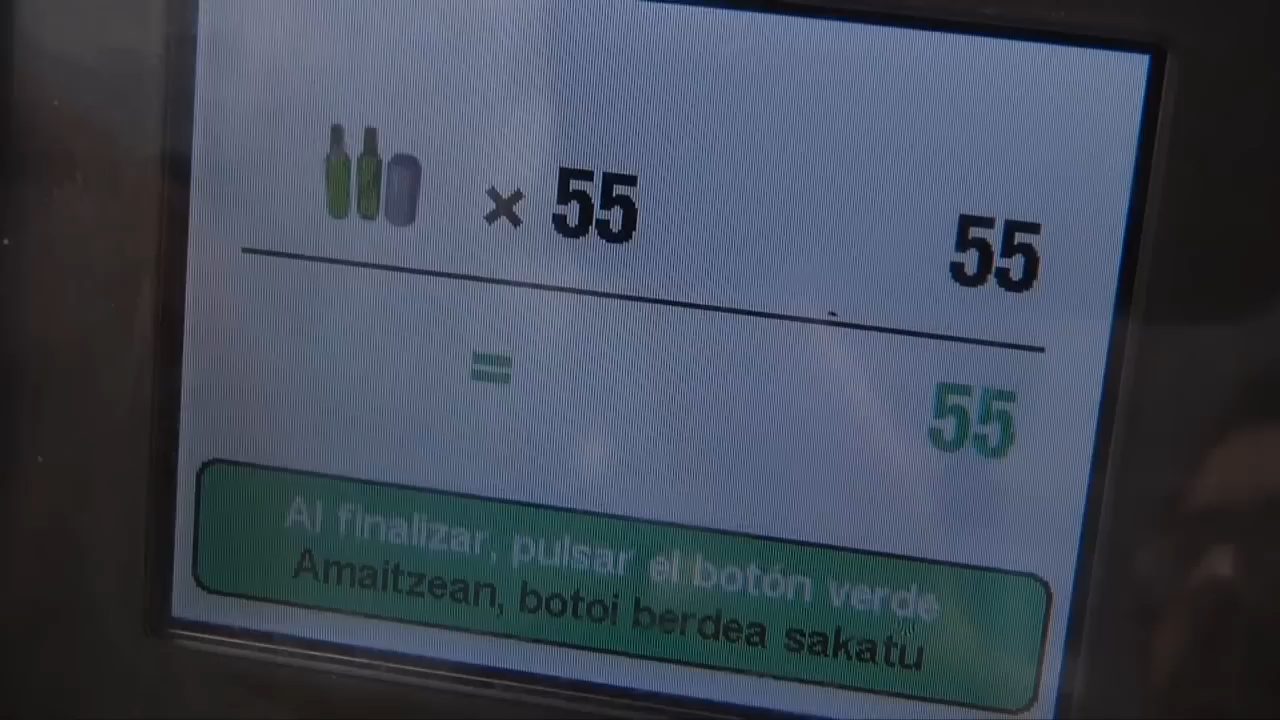 × 55 55
= 55
Al finalizar, pulsar el botón verde
Amaitzean, botoi berdea sakatu